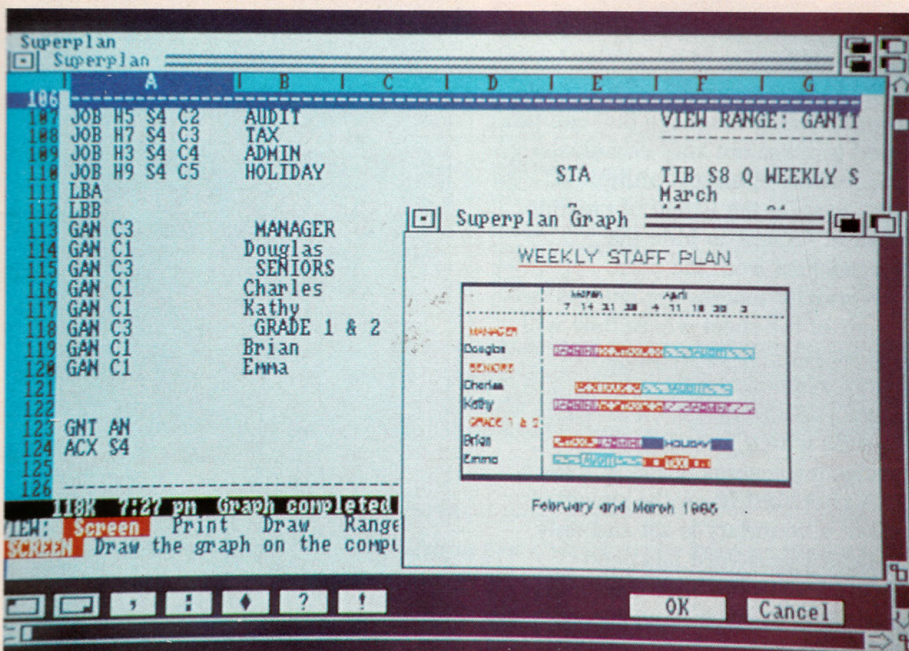 Superplan
Superplan
A B C D E F G
106
107 JOB H5 S4 C2 AUDIT VIEW RANGE: GANTT
108 JOB H7 S4 C3 TAX
109 JOB H3 S4 C4 ADMIN
110 JOB H9 S4 C5 HOLIDAY STA TIB S8 Q WEEKLY S
111 LBA March
112 LBB
113 GAN C3 MANAGER
114 GAN C1 Douglas
115 GAN C3 SENIORS
116 GAN C1 Charles
117 GAN C1 Kathy
118 GAN C3 GRADE 1 & 2
119 GAN C1 Brian
120 GAN C1 Emma
121
122
123 GNT AN
124 ACX S4
125
126
118K 7:27 pm Graph completed
VIEW: Screen Print Draw Range
SCREEN Draw the graph on the compu
, : ♦ ? !
OK Cancel
Superplan Graph
WEEKLY STAFF PLAN
March April
7 14 21 28 4 11 18
MANAGER
Douglas AUDIT
SENIORS
Charles AUDIT
Kathy
GRADE 1 & 2
Brian HOLIDAY
Emma AUDIT TAX
February and March 1985